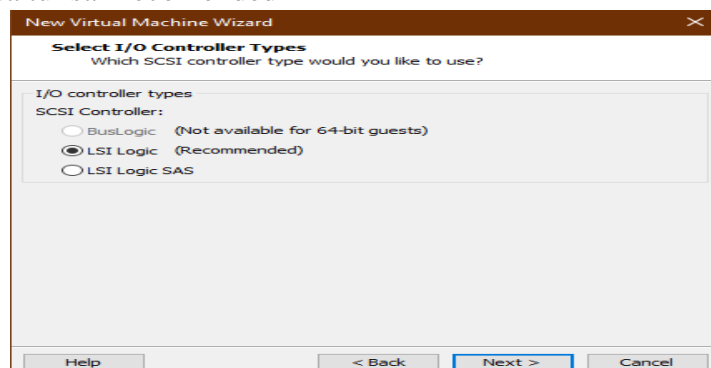 New Virtual Machine Wizard
Select I/O Controller Types
Which SCSI controller type would you like to use?
I/O controller types
SCSI Controller:
BusLogic (Not available for 64-bit guests)
LSI Logic (Recommended)
LSI Logic SAS
Help < Back Next > Cancel